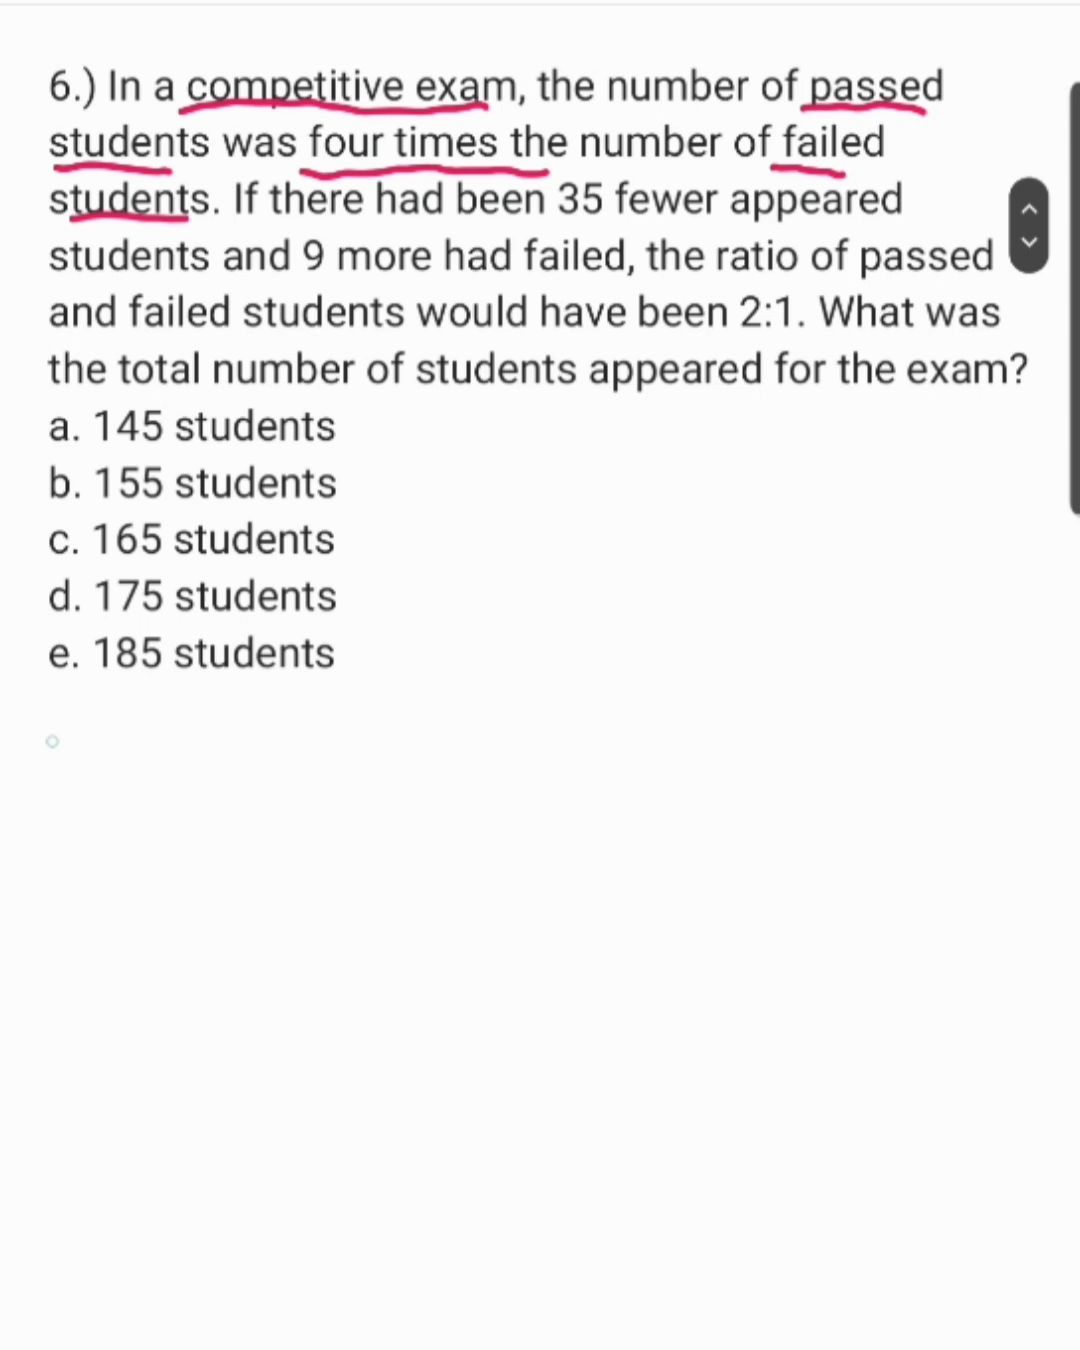 6.) In a competitive exam, the number of passed
students was four times the number of failed
students. If there had been 35 fewer appeared
students and 9 more had failed, the ratio of passed
and failed students would have been 2:1. What was
the total number of students appeared for the exam?
a. 145 students
b. 155 students
c. 165 students
d. 175 students
e. 185 students